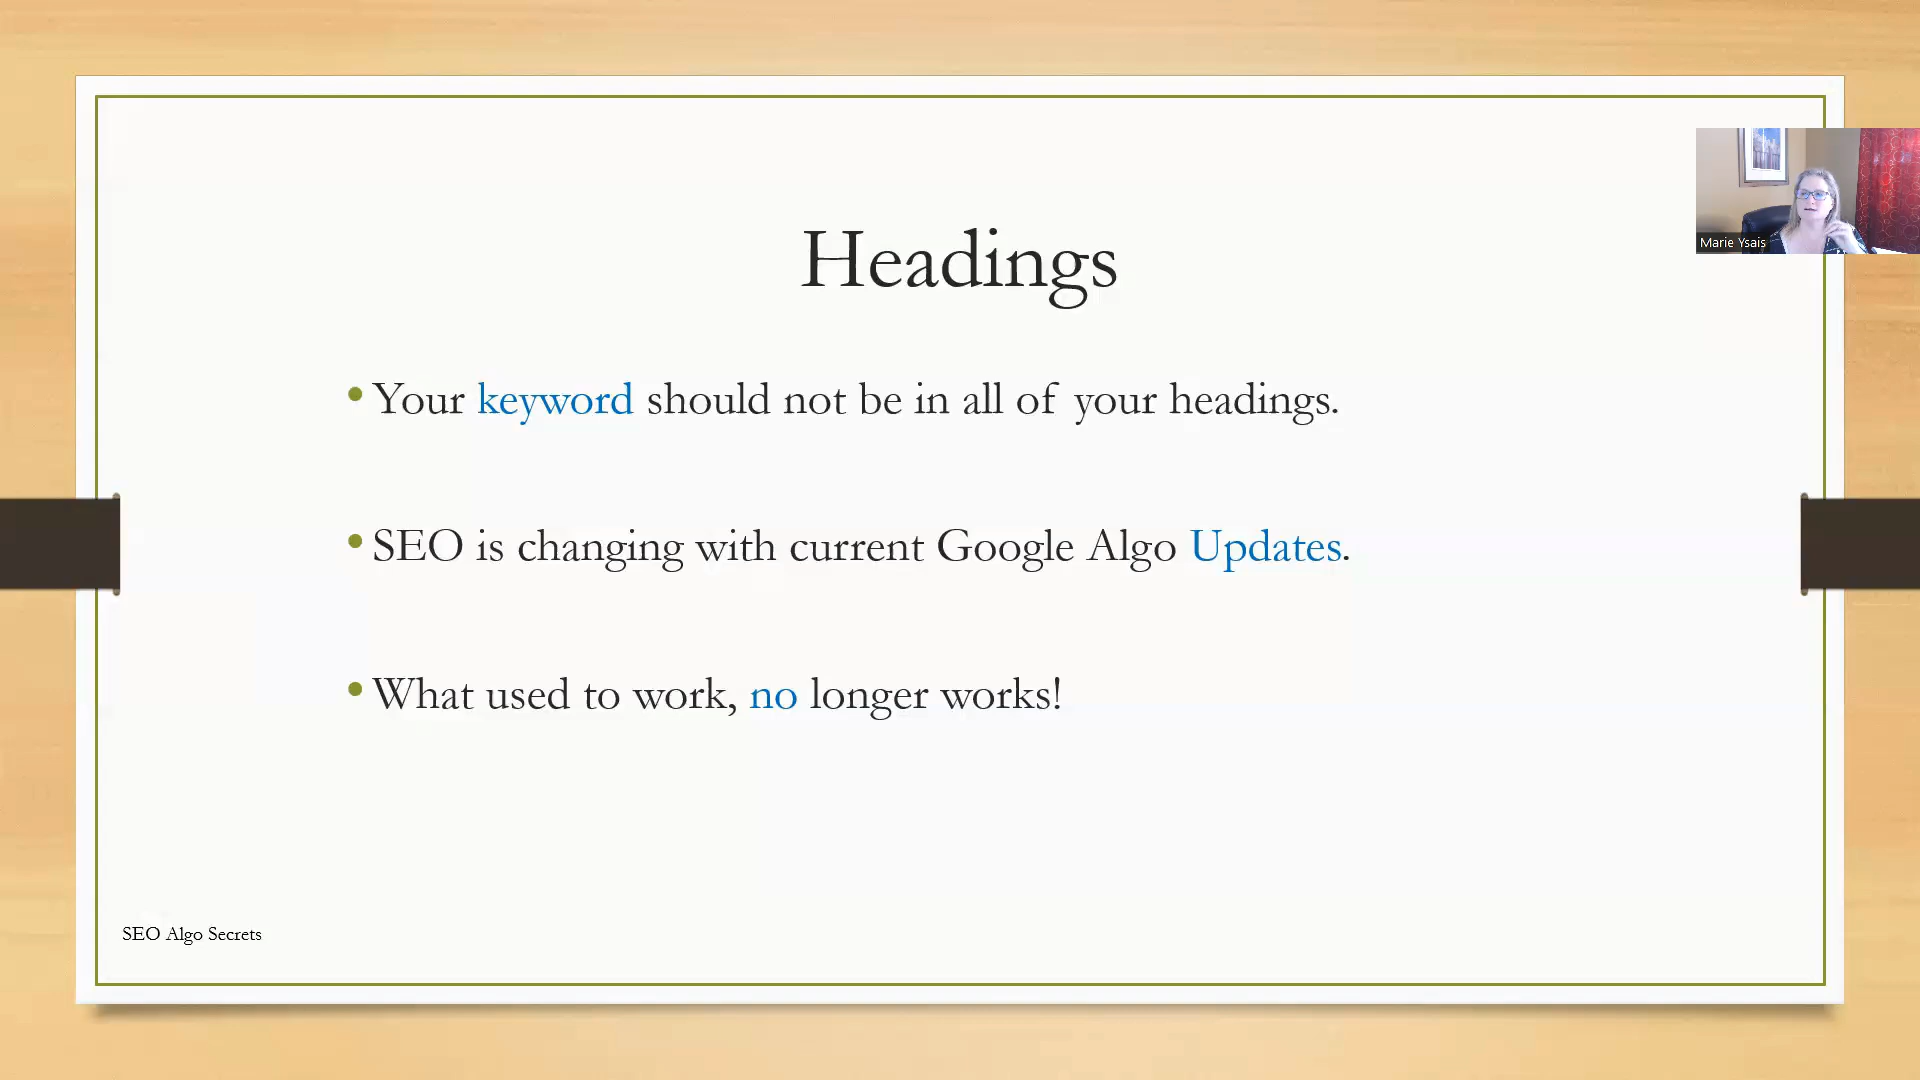 Headings
Marie Ysais
• Your keyword should not be in all of your headings.
• SEO is changing with current Google Algo Updates.
• What used to work, no longer works!
SEO Algo Secrets